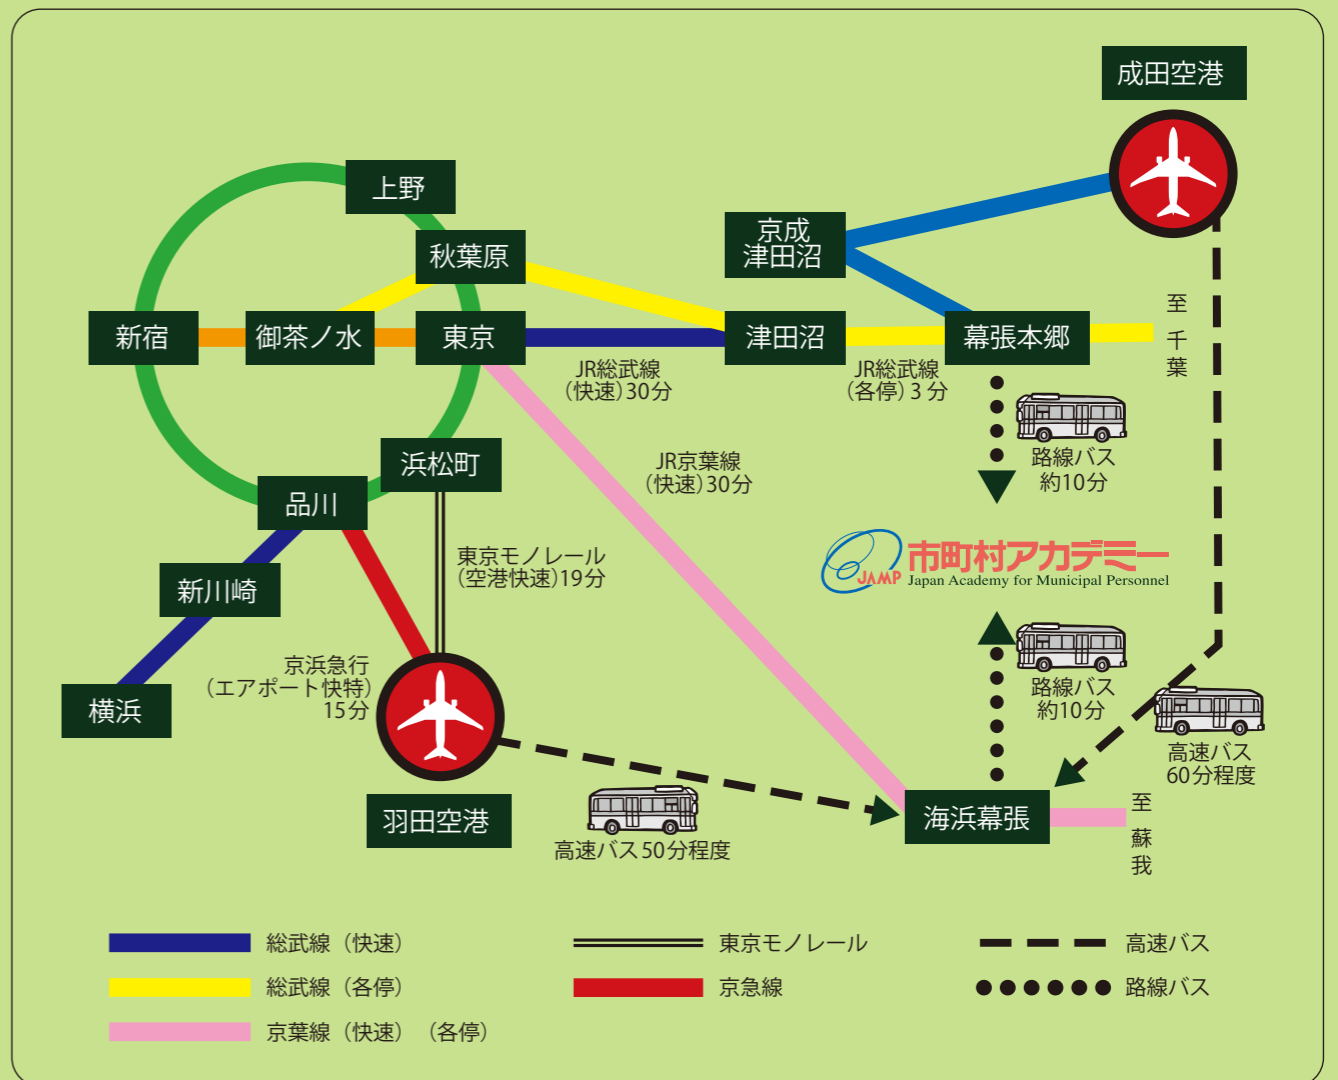 成田空港
上野
京成
津田沼
秋葉原
新宿
御茶ノ水
東京
津田沼
幕張本郷
至
千
葉
JR総武線
(快速)30分
JR総武線
(各停)3分
路線バス
約10分
浜松町
JR京葉線
(快速)30分
品川
東京モノレール
(空港快速)19分
JAMP
市町村アカデミー
Japan Academy for Municipal Personnel
新川崎
京浜急行
(エアポート快特)
15分
横浜
路線バス
約10分
高速バス
60分程度
羽田空港
高速バス50分程度
海浜幕張
至
蘇
我
総武線(快速)
総武線(各停)
京葉線(快速)(各停)
東京モノレール
京急線
高速バス
路線バス